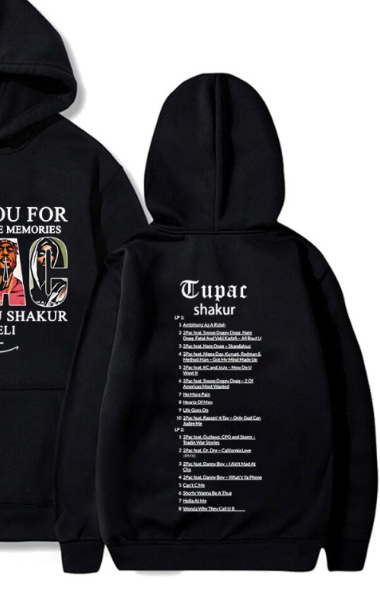 OU FOR
E MEMORIES
AC
U SHAKUR
ELI
Tupac
shakur
LP 1:
1 Ambitionz Az A Ridah:
2 2Pac feat. Snoop Doggy Dogg, Nate
Dogg, Fatal And Yaki Kadafi – All Bout U
3 2Pac feat. Nate Dogg – Skandalouz
4 2Pac feat. Nigga Daz, Kurupt, Redman &
Method Man – Got My Mind Made Up
5 2Pac feat. KC and JoJo – How Do U
Want It
6 2Pac feat. Snoop Doggy Dogg – 2 Of
Americas Most Wanted
7 No More Pain
8 Heartz Of Men
9 Life Goes On
10 2Pac feat. Rappin' 4-Tay – Only God Can
Judge Me
LP 2:
1 2Pac feat. Outlawz, CPO and Storm –
Tradin War Stories
2 2Pac feat. Dr. Dre – California Love
(RMX)
3 2Pac feat. Danny Boy – I Ain't Mad At
Cha
4 2Pac feat. Danny Boy – What'z Ya Phone
5 Can't C Me
6 Shorty Wanna Be A Thug
7 Holla At Me
8 Wonda Why They Call U B____